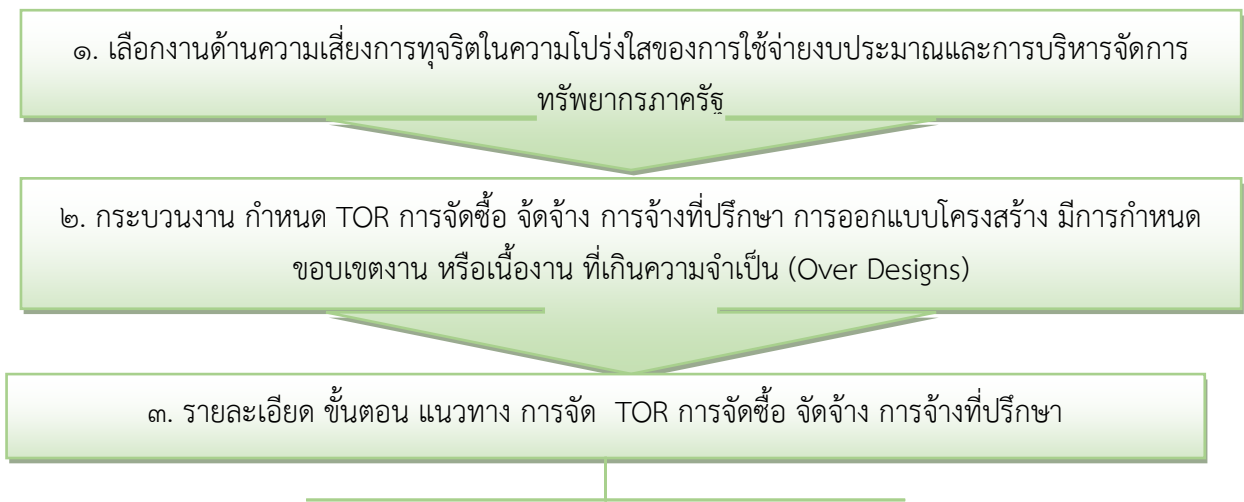 ๑. เลือกงานด้านความเสี่ยงการทุจริตในความโปร่งใสของการใช้จ่ายงบประมาณและการบริหารจัดการ
ทรัพยากรภาครัฐ
๒. กระบวนงาน กำหนด TOR การจัดซื้อ จัดจ้าง การจ้างที่ปรึกษา การออกแบบโครงสร้าง มีการกำหนด
ขอบเขตงาน หรือเนื้องาน ที่เกินความจำเป็น (Over Designs)
๓. รายละเอียด ขั้นตอน แนวทาง การจัด TOR การจัดซื้อ จัดจ้าง การจ้างที่ปรึกษา